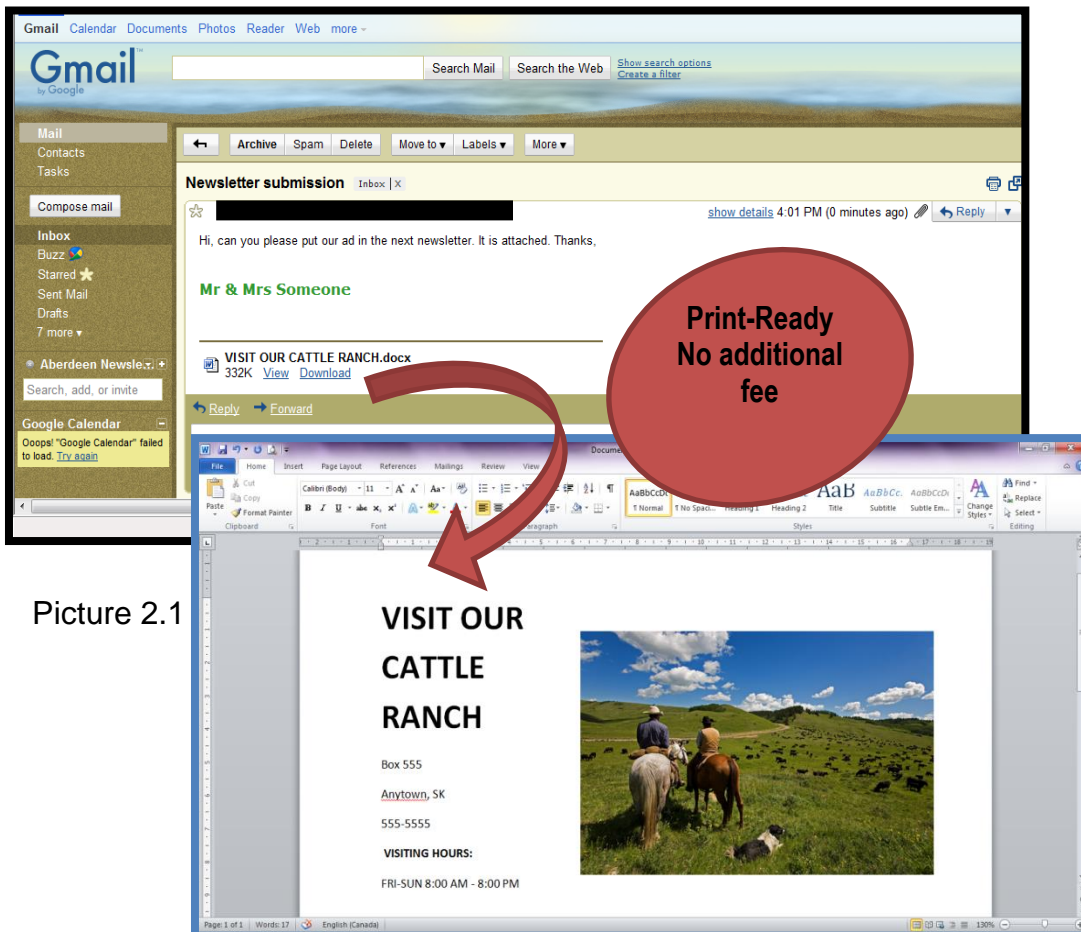 Gmail Calendar Documents Photos Reader Web more
Gmail
by Google
Search Mail Search the Web Show search options
Create a filter
Mail
Contacts
Tasks
Compose mail
Inbox
Buzz
Starred
Sent Mail
Drafts
7 more
Aberdeen Newsle
Search, add, or invite
Google Calendar
Ooops! "Google Calendar" failed
to load. Try again
Archive Spam Delete Move to Labels More
Newsletter submission Inbox | X
show details 4:01 PM (0 minutes ago) Reply
Hi, can you please put our ad in the next newsletter. It is attached. Thanks,
Mr & Mrs Someone
VISIT OUR CATTLE RANCH.docx
332K View Download
Reply Forward
Print-Ready
No additional
fee
Picture 2.1
File Home Insert Page Layout References Mailings Review View
Cut
Copy
Format Painter
Paste
Clipboard
Calibri (Body) 11
Font
Paragraph
AaBbCcDc AaB AaBbCc. AaBbCcDi
¶ Normal ¶ No Spaci... Heading 1 Heading 2 Title Subtitle Subtle Em...
Change
Styles
Styles
Find
Replace
Select
Editing
VISIT OUR
CATTLE
RANCH
Box 555
Anytown, SK
555-5555
VISITING HOURS:
FRI-SUN 8:00 AM - 8:00 PM
Page: 1 of 1 Words: 17 English (Canada) 130%